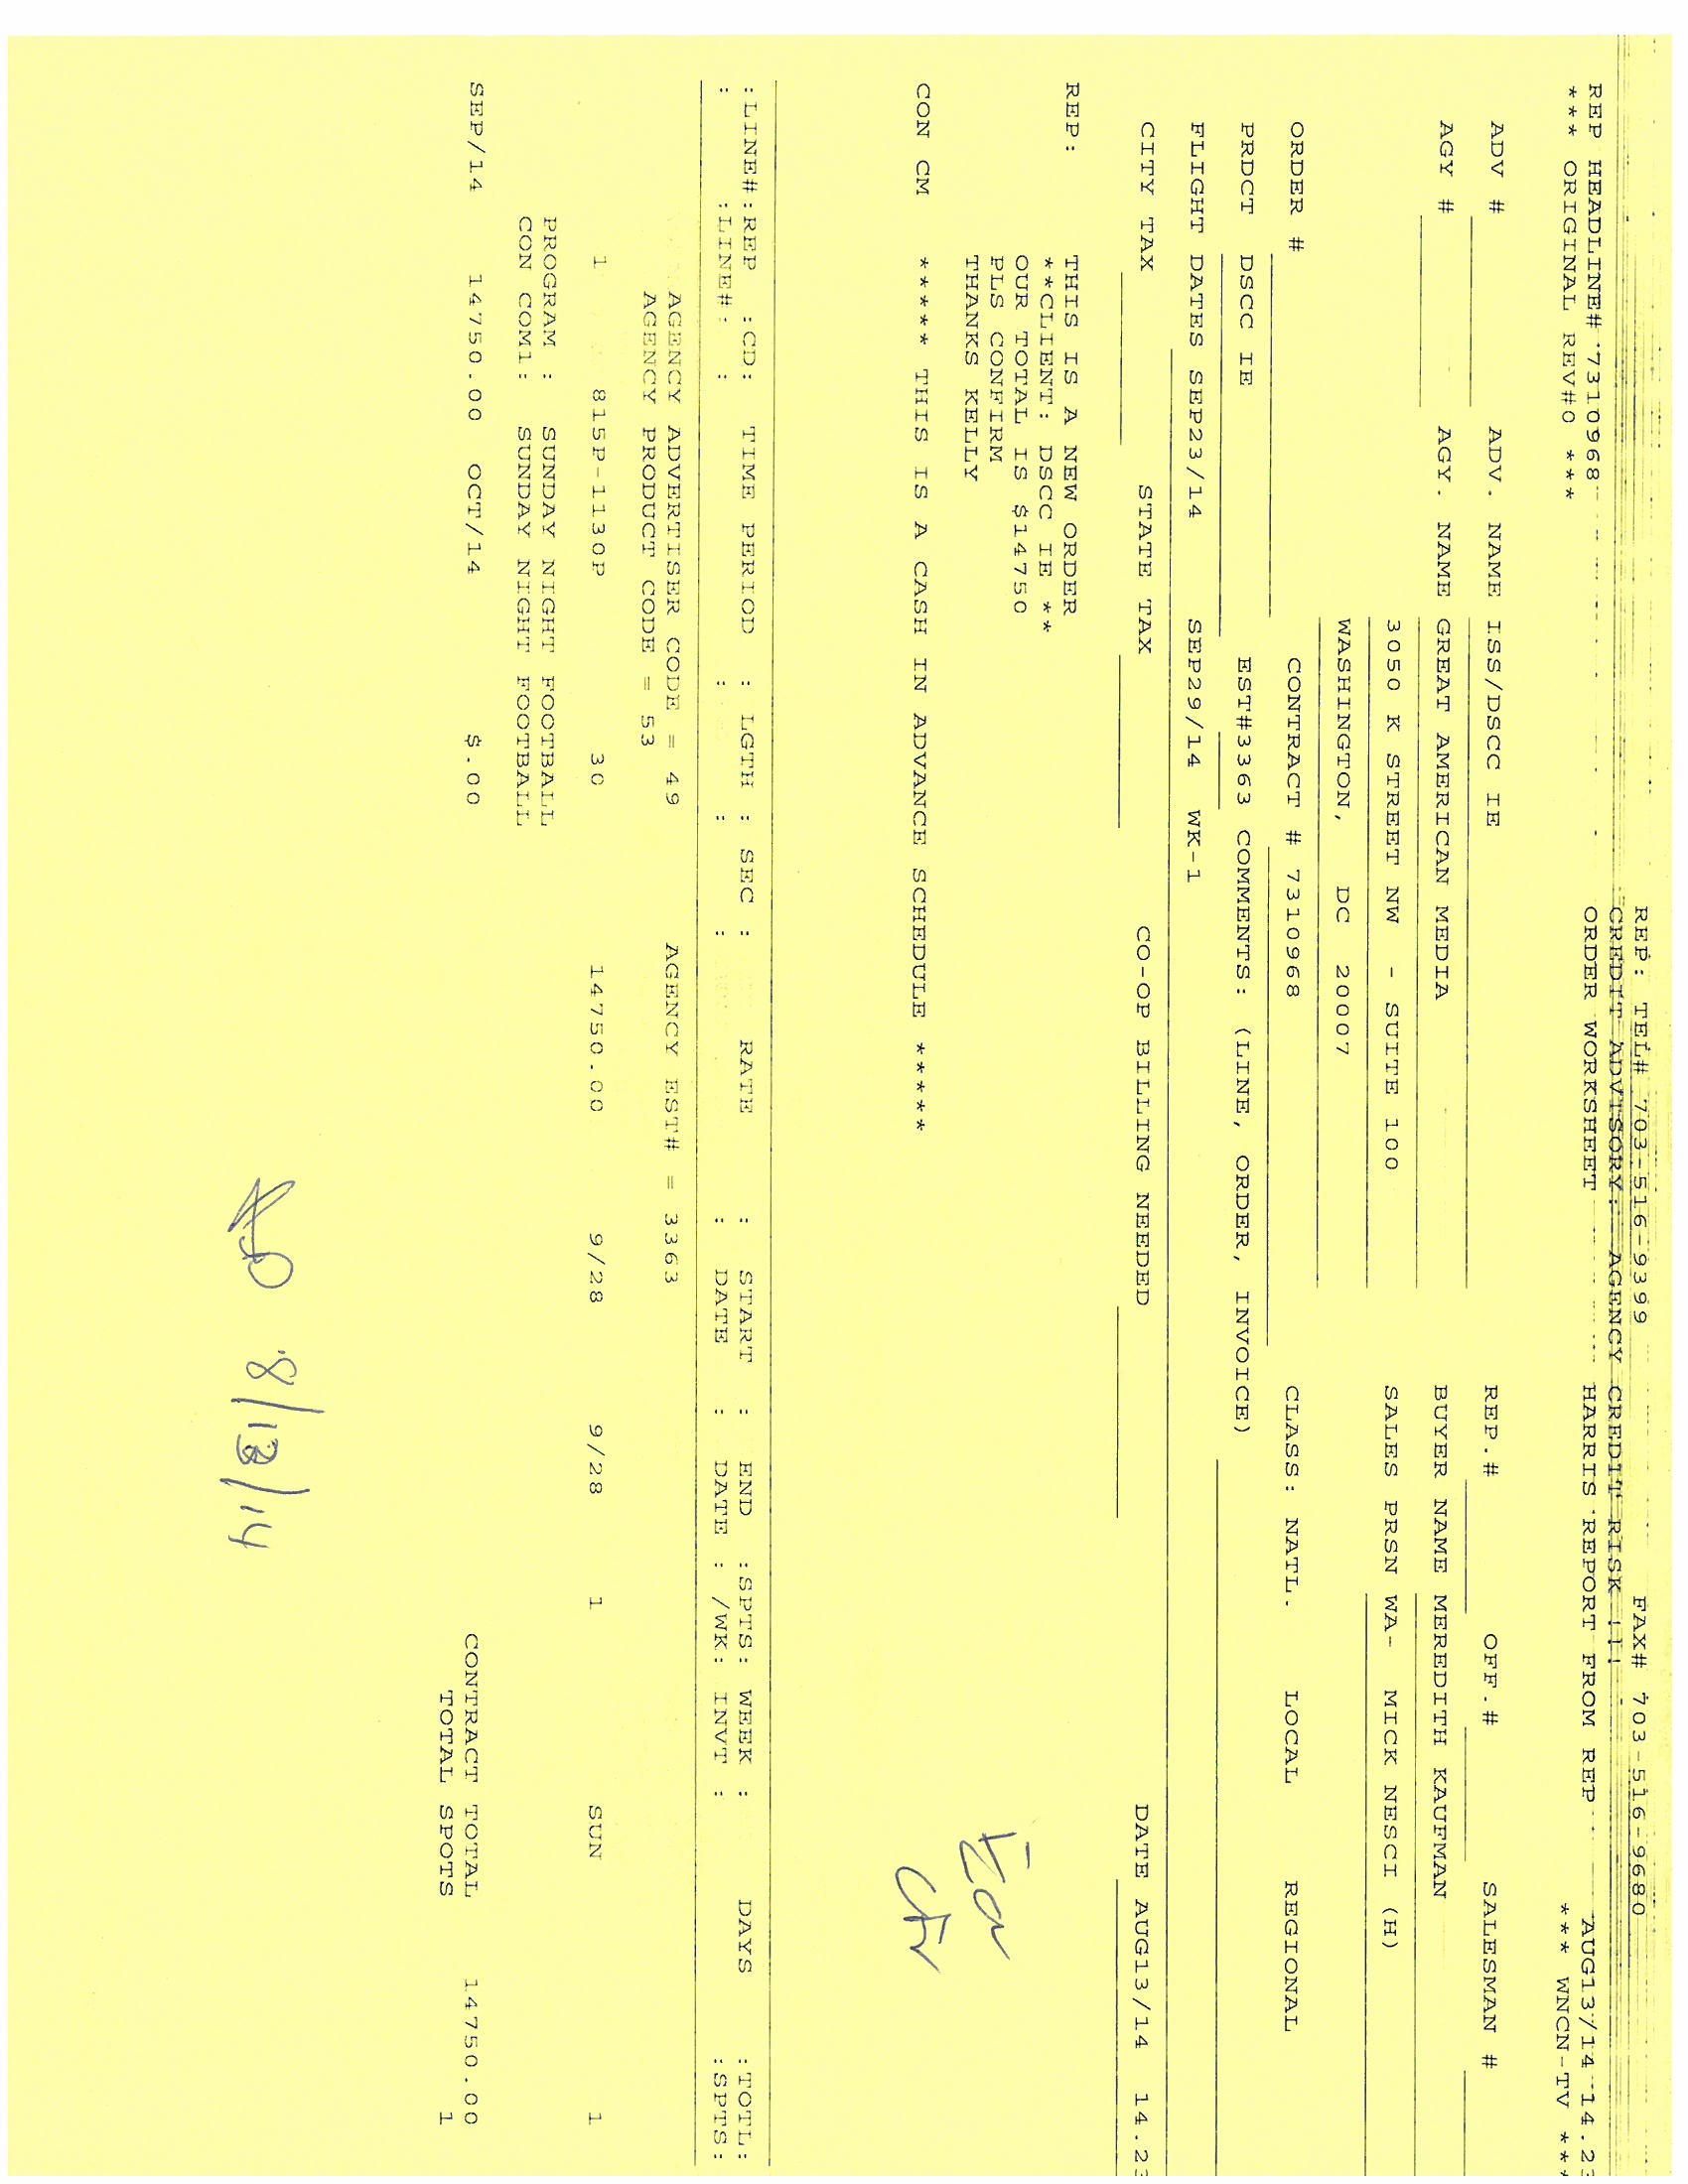 REP: TEL# 703-516-9399 FAX# 703-516-9680
CREDIT ADVISORY: AGENCY CREDIT RISK !!!
REP HEADLINE# 7310968 ORDER WORKSHEET HARRIS REPORT FROM REP AUG13/14 14.23
*** ORIGINAL REV#0 *** *** WNCN-TV ***
ADV # ADV. NAME ISS/DSCC IE REP.# OFF.# SALESMAN #
AGY # AGY. NAME GREAT AMERICAN MEDIA BUYER NAME MEREDITH KAUFMAN
3050 K STREET NW - SUITE 100 SALES PRSN WA- MICK NESCI (H)
WASHINGTON, DC 20007
ORDER # CONTRACT # 7310968 CLASS: NATL. LOCAL REGIONAL
PRDCT DSCC IE EST#3363 COMMENTS: (LINE, ORDER, INVOICE)
FLIGHT DATES SEP23/14 SEP29/14 WK-1
CITY TAX STATE TAX CO-OP BILLING NEEDED DATE AUG13/14 14.23
REP: THIS IS A NEW ORDER
**CLIENT: DSCC IE **
OUR TOTAL IS $14750
PLS CONFIRM
THANKS KELLY
CON CM ***** THIS IS A CASH IN ADVANCE SCHEDULE *****
:LINE#:REP :CD: TIME PERIOD : LGTH : SEC : RATE : START : END :SPTS: WEEK : DAYS :TOTL:
: :LINE#: : : : : : DATE : DATE : /WK: INVT : :SPTS:
AGENCY ADVERTISER CODE = 49 AGENCY EST# = 3363
AGENCY PRODUCT CODE = 53
1 815P-1130P 30 14750.00 9/28 9/28 1 SUN 1
PROGRAM : SUNDAY NIGHT FOOTBALL
CON COM1: SUNDAY NIGHT FOOTBALL
SEP/14 14750.00 OCT/14 $.00 CONTRACT TOTAL 14750.00
TOTAL SPOTS 1
8/13/14